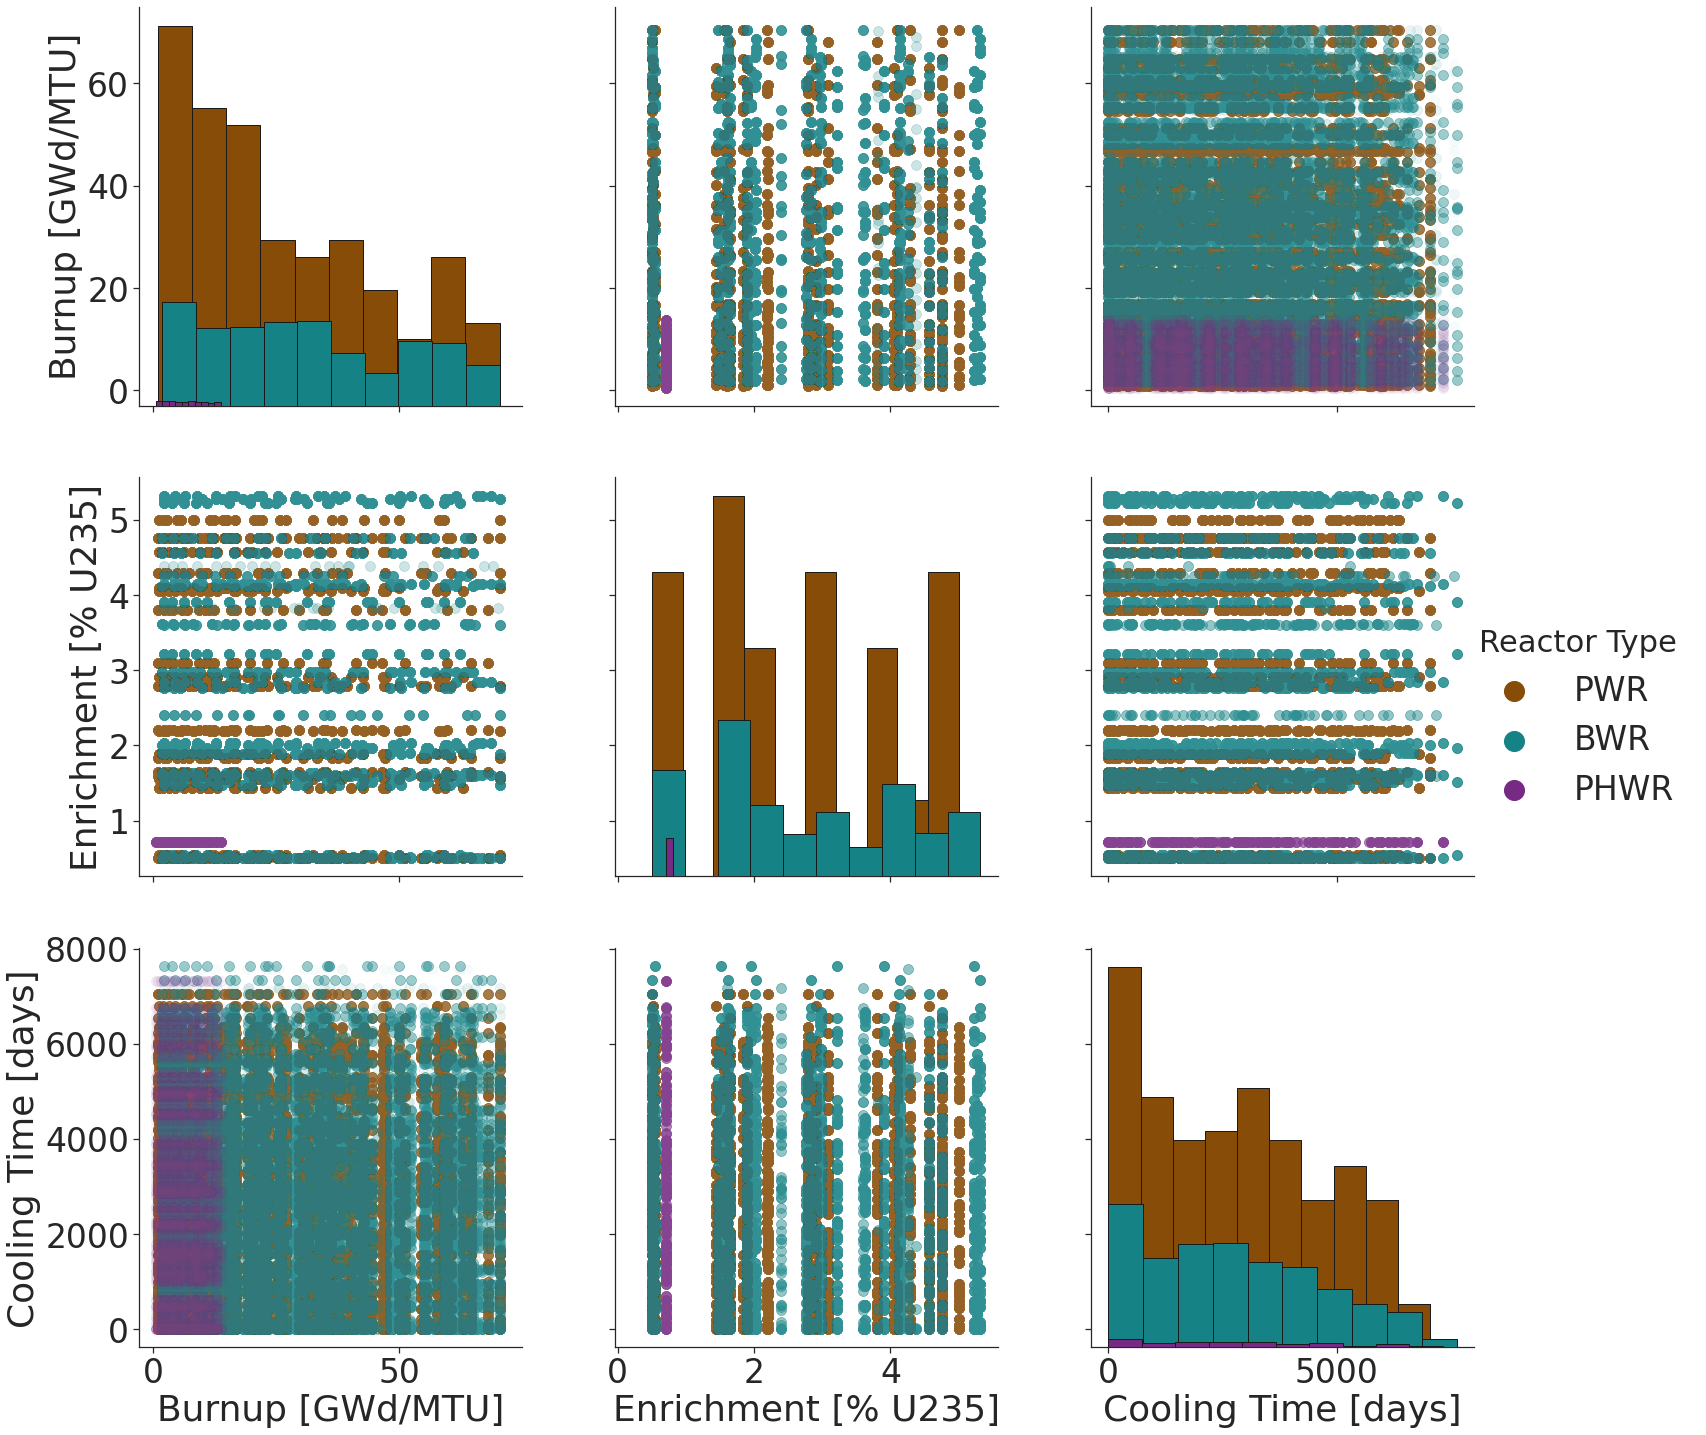 Burnup [GWd/MTU]
60
40
20
0
Enrichment [% U235]
5
4
3
2
1
Reactor Type
PWR
BWR
PHWR
Cooling Time [days]
8000
6000
4000
2000
0
0
50
0
2
4
0
5000
Burnup [GWd/MTU]
Enrichment [% U235]
Cooling Time [days]